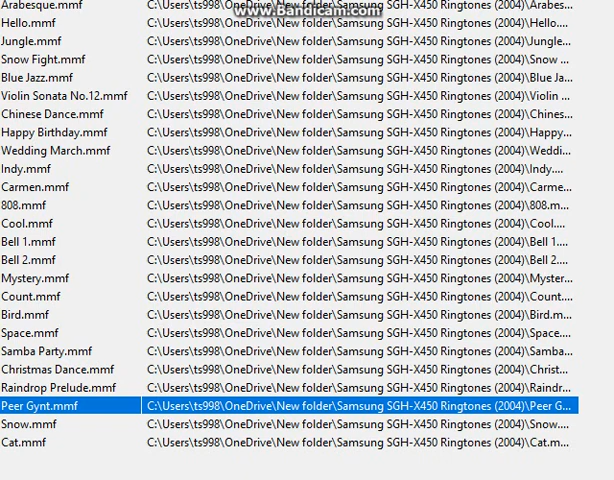 www.Bandicam.com
Arabesque.mmf C:\Users\ts998\OneDrive\New folder\Samsung SGH-X450 Ringtones (2004)\Arabes...
Hello.mmf C:\Users\ts998\OneDrive\New folder\Samsung SGH-X450 Ringtones (2004)\Hello....
Jungle.mmf C:\Users\ts998\OneDrive\New folder\Samsung SGH-X450 Ringtones (2004)\Jungle...
Snow Fight.mmf C:\Users\ts998\OneDrive\New folder\Samsung SGH-X450 Ringtones (2004)\Snow ...
Blue Jazz.mmf C:\Users\ts998\OneDrive\New folder\Samsung SGH-X450 Ringtones (2004)\Blue Ja...
Violin Sonata No.12.mmf C:\Users\ts998\OneDrive\New folder\Samsung SGH-X450 Ringtones (2004)\Violin ...
Chinese Dance.mmf C:\Users\ts998\OneDrive\New folder\Samsung SGH-X450 Ringtones (2004)\Chines...
Happy Birthday.mmf C:\Users\ts998\OneDrive\New folder\Samsung SGH-X450 Ringtones (2004)\Happy...
Wedding March.mmf C:\Users\ts998\OneDrive\New folder\Samsung SGH-X450 Ringtones (2004)\Weddi...
Indy.mmf C:\Users\ts998\OneDrive\New folder\Samsung SGH-X450 Ringtones (2004)\Indy....
Carmen.mmf C:\Users\ts998\OneDrive\New folder\Samsung SGH-X450 Ringtones (2004)\Carme...
808.mmf C:\Users\ts998\OneDrive\New folder\Samsung SGH-X450 Ringtones (2004)\808.m...
Cool.mmf C:\Users\ts998\OneDrive\New folder\Samsung SGH-X450 Ringtones (2004)\Cool....
Bell 1.mmf C:\Users\ts998\OneDrive\New folder\Samsung SGH-X450 Ringtones (2004)\Bell 1....
Bell 2.mmf C:\Users\ts998\OneDrive\New folder\Samsung SGH-X450 Ringtones (2004)\Bell 2....
Mystery.mmf C:\Users\ts998\OneDrive\New folder\Samsung SGH-X450 Ringtones (2004)\Myster...
Count.mmf C:\Users\ts998\OneDrive\New folder\Samsung SGH-X450 Ringtones (2004)\Count....
Bird.mmf C:\Users\ts998\OneDrive\New folder\Samsung SGH-X450 Ringtones (2004)\Bird.m...
Space.mmf C:\Users\ts998\OneDrive\New folder\Samsung SGH-X450 Ringtones (2004)\Space....
Samba Party.mmf C:\Users\ts998\OneDrive\New folder\Samsung SGH-X450 Ringtones (2004)\Samba...
Christmas Dance.mmf C:\Users\ts998\OneDrive\New folder\Samsung SGH-X450 Ringtones (2004)\Christ...
Raindrop Prelude.mmf C:\Users\ts998\OneDrive\New folder\Samsung SGH-X450 Ringtones (2004)\Raindr...
Peer Gynt.mmf C:\Users\ts998\OneDrive\New folder\Samsung SGH-X450 Ringtones (2004)\Peer G...
Snow.mmf C:\Users\ts998\OneDrive\New folder\Samsung SGH-X450 Ringtones (2004)\Snow....
Cat.mmf C:\Users\ts998\OneDrive\New folder\Samsung SGH-X450 Ringtones (2004)\Cat.m...